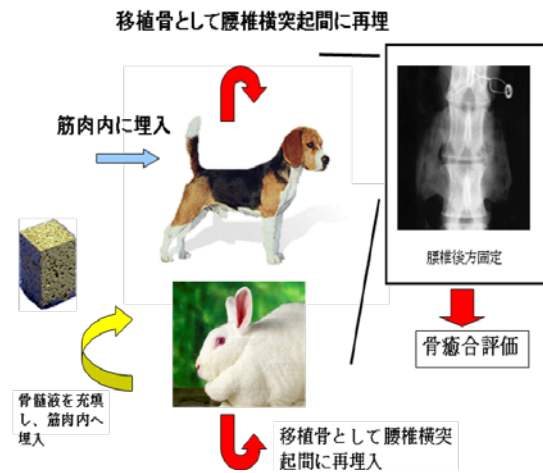 移植骨として腰椎横突起間に再埋
筋肉内に埋入
腰椎後方固定
骨癒合評価
骨髄液を充填
し、筋肉内へ
埋入
移植骨として腰椎横突
起間に再埋入